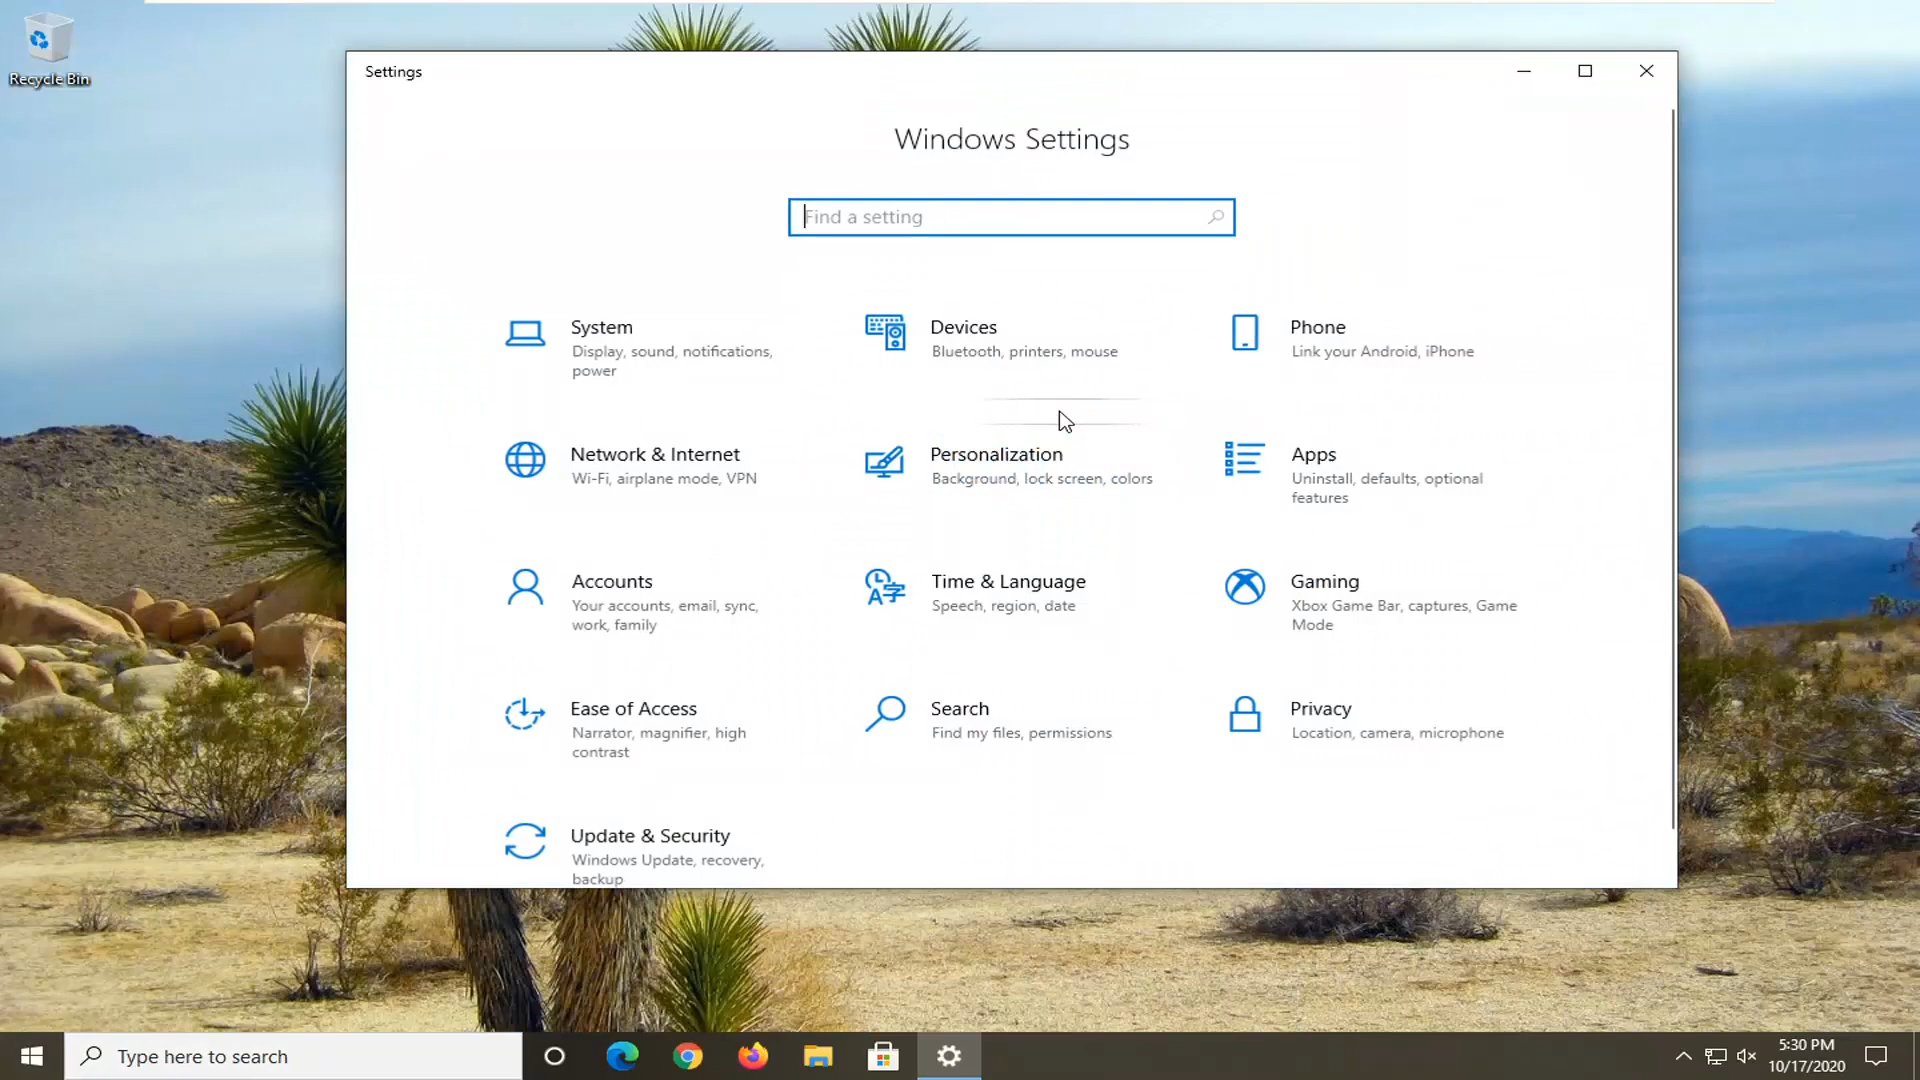 Recycle Bin
Settings
Windows Settings
Find a setting
System
Display, sound, notifications,
power
Devices
Bluetooth, printers, mouse
Phone
Link your Android, iPhone
Network & Internet
Wi-Fi, airplane mode, VPN
Personalization
Background, lock screen, colors
Apps
Uninstall, defaults, optional
features
Accounts
Your accounts, email, sync,
work, family
Time & Language
Speech, region, date
Gaming
Xbox Game Bar, captures, Game
Mode
Ease of Access
Narrator, magnifier, high
contrast
Search
Find my files, permissions
Privacy
Location, camera, microphone
Update & Security
Windows Update, recovery,
backup
Type here to search
5:30 PM
10/17/2020